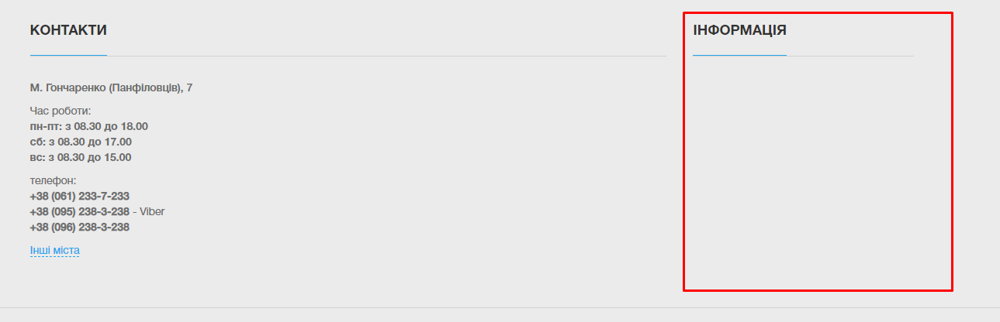 КОНТАКТИ
ІНФОРМАЦІЯ
М. Гончаренко (Панфіловців), 7
Час роботи:
пн-пт: з 08.30 до 18.00
сб: з 08.30 до 17.00
вс: з 08.30 до 15.00
телефон:
+38 (061) 233-7-233
+38 (095) 238-3-238 - Viber
+38 (096) 238-3-238
Інші міста